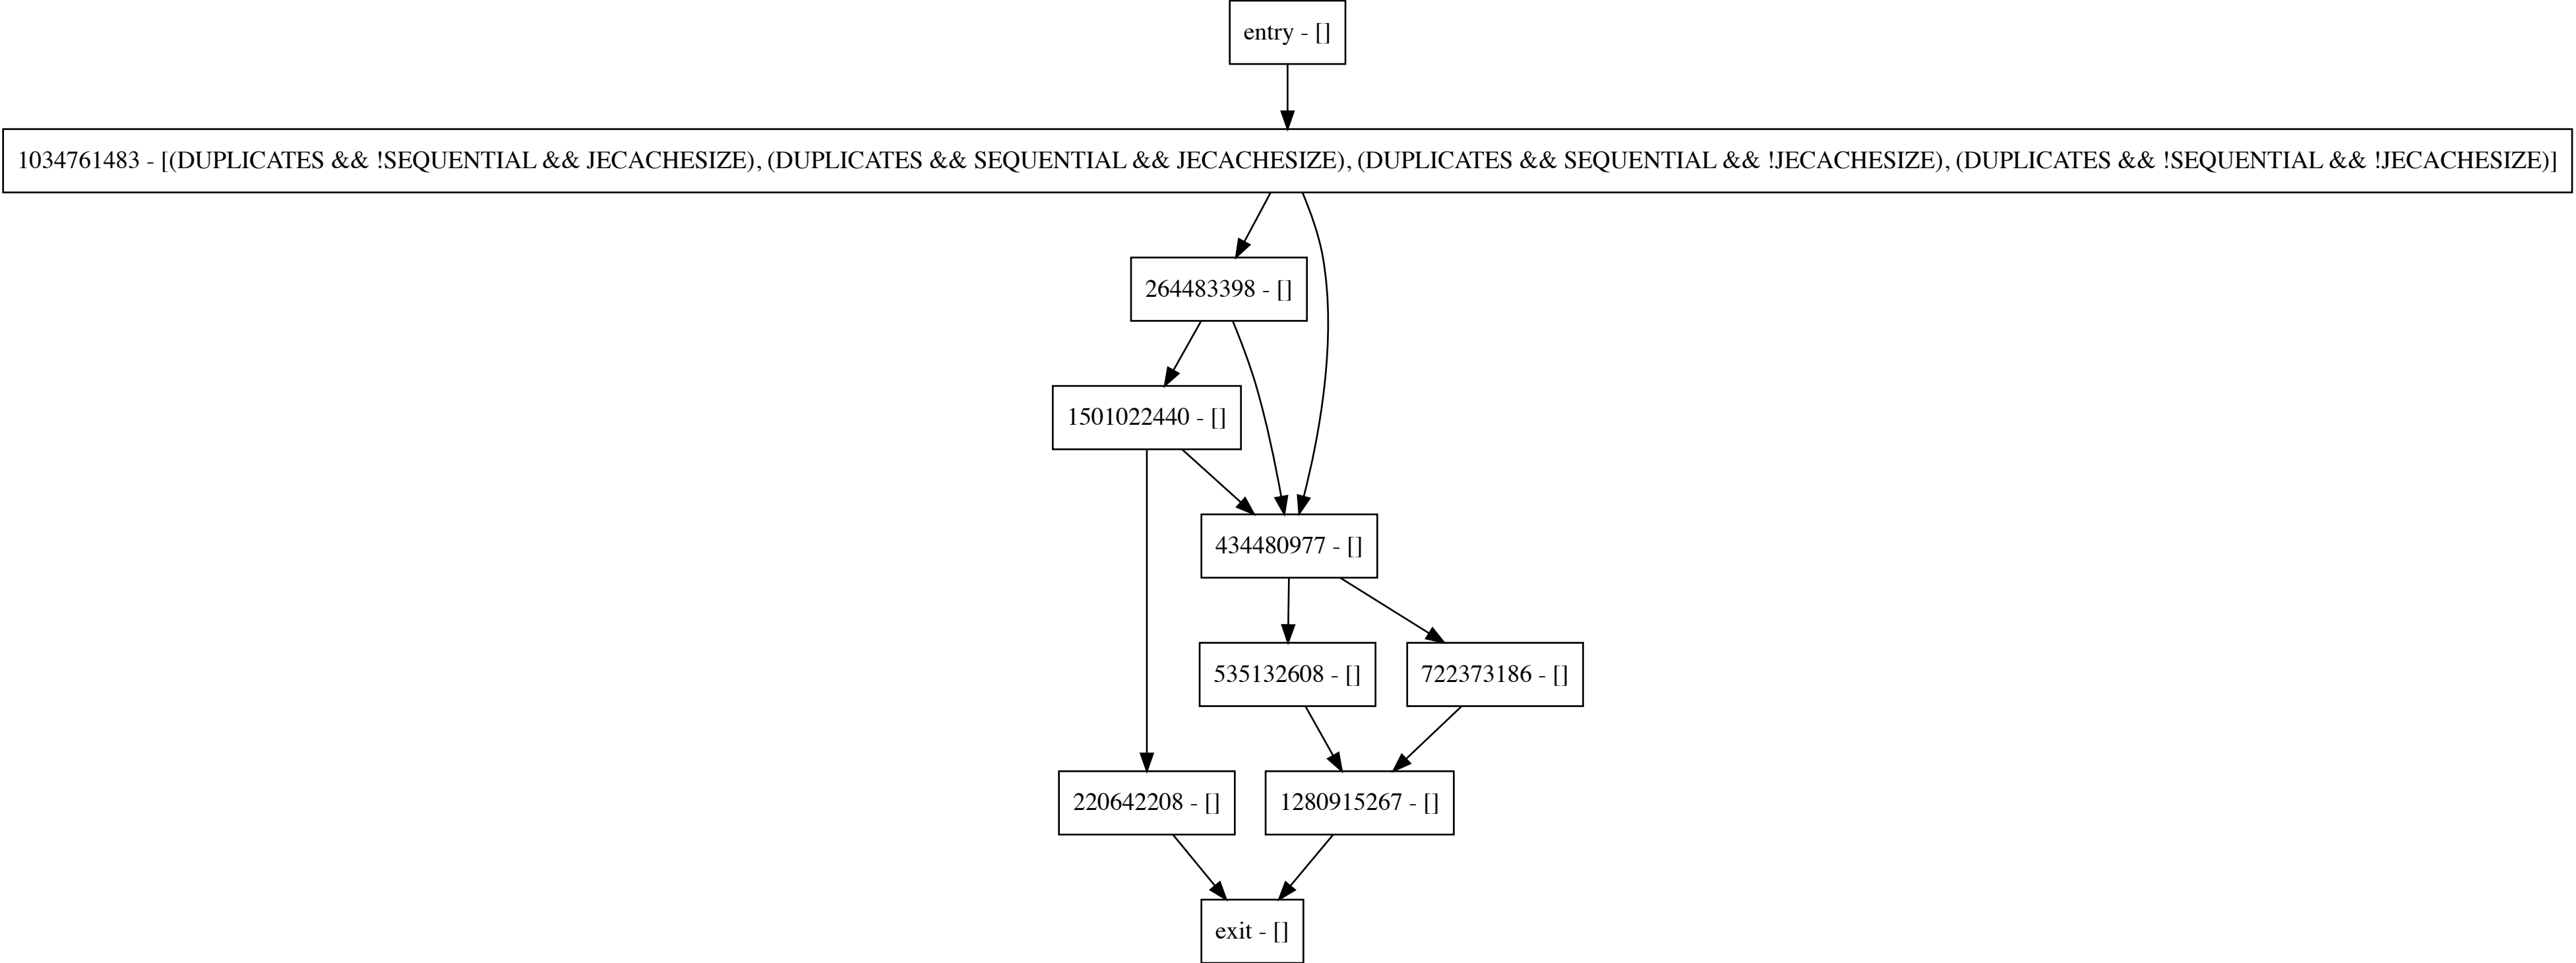 entry - []
1034761483 - [(DUPLICATES && !SEQUENTIAL && JECACHESIZE), (DUPLICATES && SEQUENTIAL && JECACHESIZE), (DUPLICATES && SEQUENTIAL && !JECACHESIZE), (DUPLICATES && !SEQUENTIAL && !JECACHESIZE)]
264483398 - []
1501022440 - []
434480977 - []
535132608 - []
722373186 - []
220642208 - []
1280915267 - []
exit - []